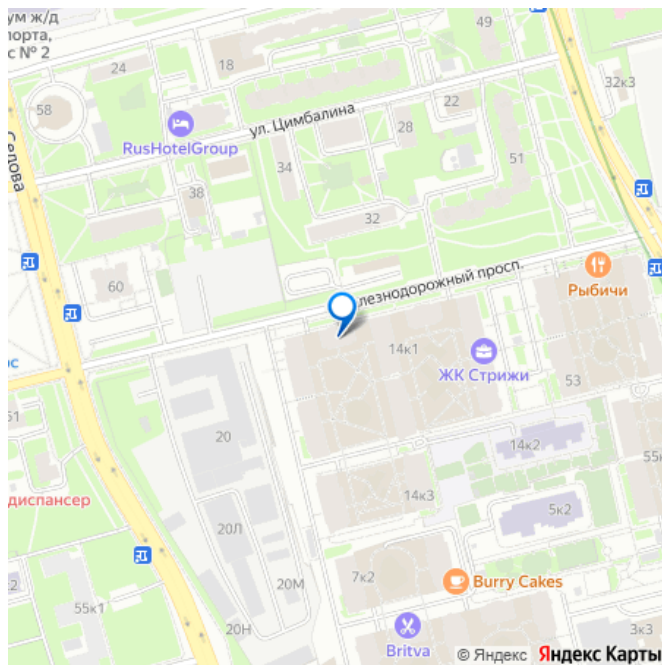 ум ж/д
порта,
с № 2
24
18
49
58
ул. Цимбалина
22
32к3
RusHotelGroup
28
Седова
34
51
38
32
60
лезнодорожный просп.
Рыбичи
14к1
ЖК Стрижи
53
51
20
14к2
55к
диспансер
14к3
5к2
20Л
7к2
Burry Cakes
20М
55к1
20Н
Britva
3к3
© Яндекс Яндекс Карты